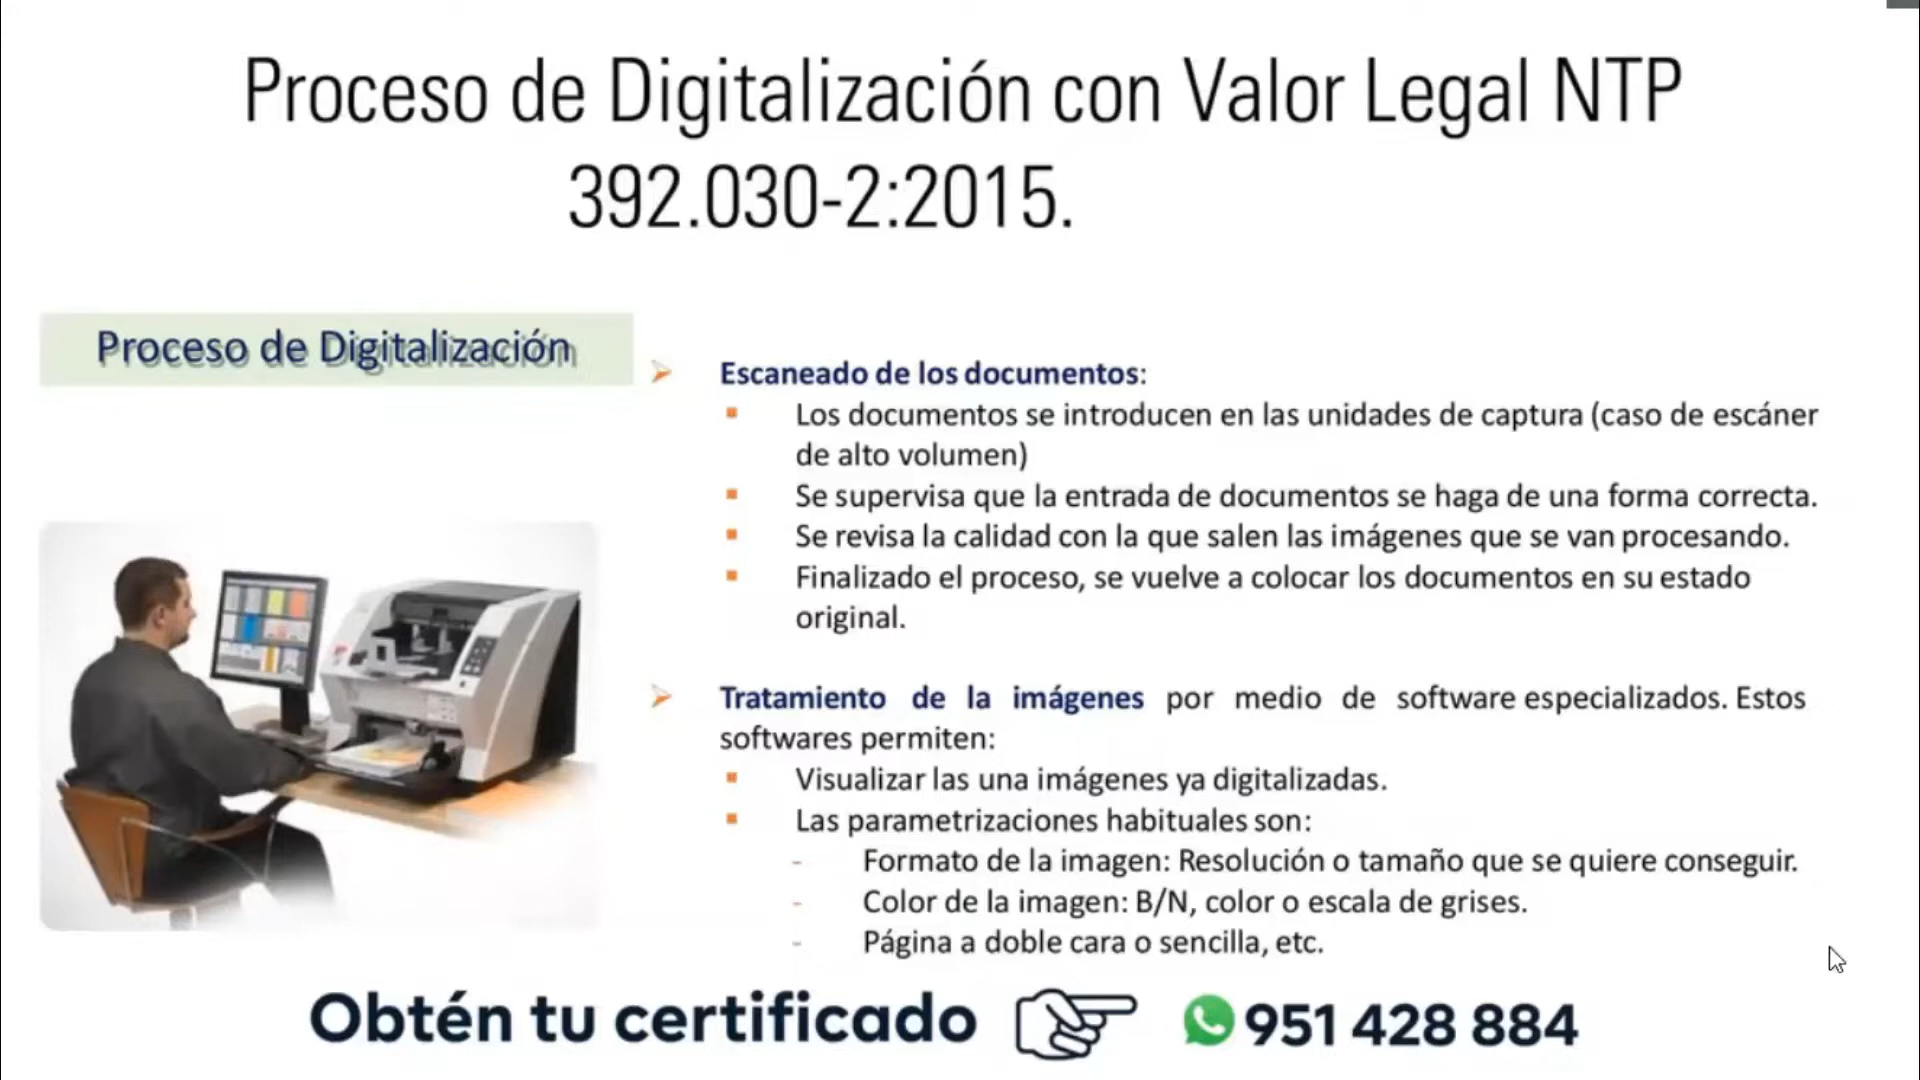 Proceso de Digitalización con Valor Legal NTP
392.030-2:2015.
Proceso de Digitalización
Escaneado de los documentos:
Los documentos se introducen en las unidades de captura (caso de escáner
de alto volumen)
Se supervisa que la entrada de documentos se haga de una forma correcta.
Se revisa la calidad con la que salen las imágenes que se van procesando.
Finalizado el proceso, se vuelve a colocar los documentos en su estado
original.
Tratamiento de la imágenes por medio de software especializados. Estos
softwares permiten:
Visualizar las una imágenes ya digitalizadas.
Las parametrizaciones habituales son:
- Formato de la imagen: Resolución o tamaño que se quiere conseguir.
- Color de la imagen: B/N, color o escala de grises.
- Página a doble cara o sencilla, etc.
Obtén tu certificado 951 428 884